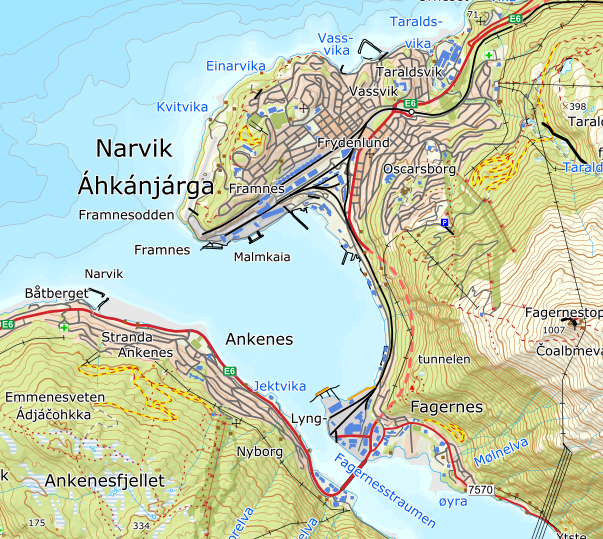 71
E6
Taralds-
vika
Vass-
vika
Einarvika
Taraldsvik
Vassvik
Kvitvika
E6
398
Narvik
Frydenlund
Oscarsborg
Áhkánjárga
Framnes
P
Framnesodden
Framnes
Malmkaia
Narvik
Båtberget
Fagernestop
E6
1007
Stranda
Ankenes
Ankenes
Čoalbmeva
tunnelen
E6
Jektvika
Emmenesveten
Ádjáčohkka
Lyng-
Fagernes
Nyborg
Mølnelva
Fagernesstraumen
Ankenesfjellet
7570
øyra
175
334